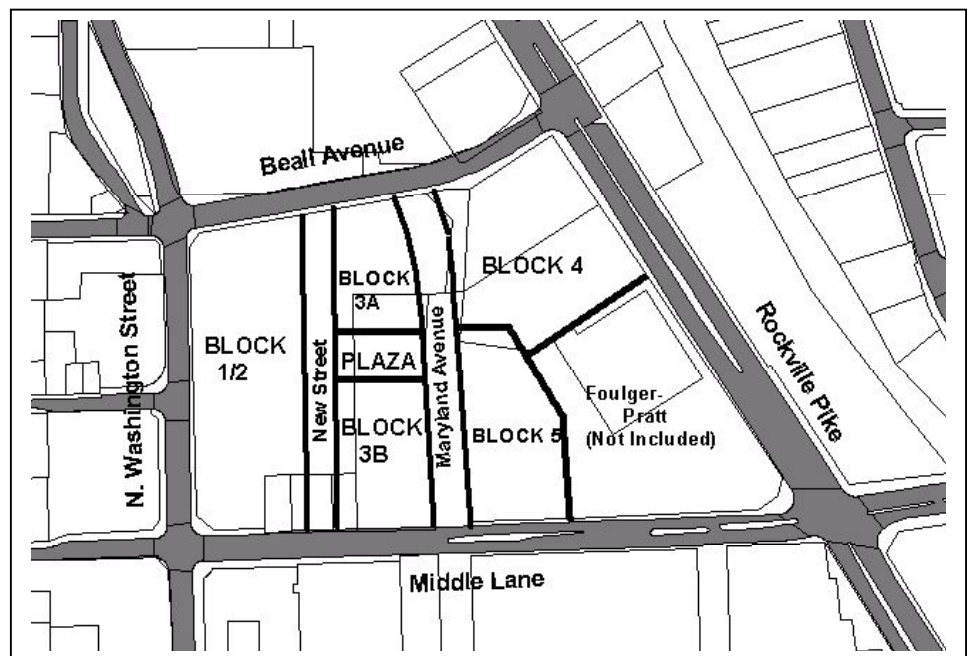 Beall Avenue
BLOCK 4
BLOCK
3A
BLOCK
1/2
PLAZA
New Street
Maryland Avenue
N. Washington Street
Rockville Pike
Foulger-
Pratt
(Not Included)
BLOCK
3B
BLOCK 5
Middle Lane